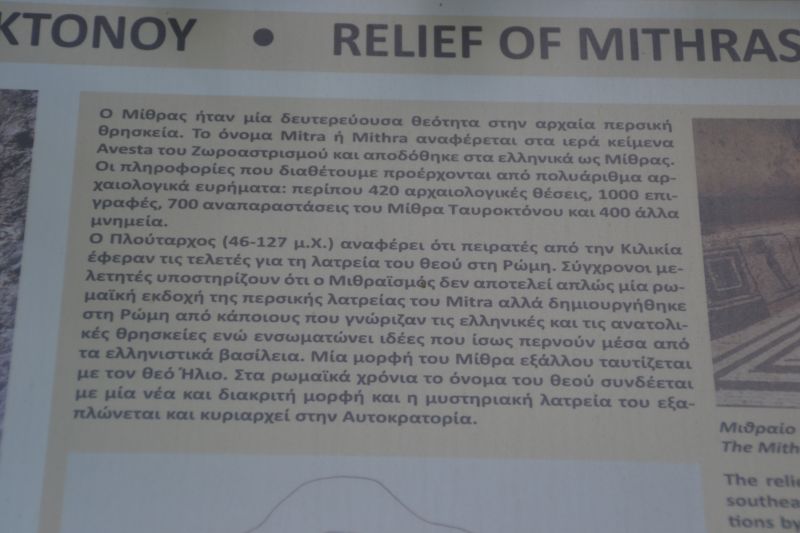 ΚΤΟΝΟΥ • RELIEF OF MITHRAS
Ο Μίθρας ήταν μία δευτερεύουσα θεότητα στην αρχαία περσική
θρησκεία. Το όνομα Mitra ή Mithra αναφέρεται στα ιερά κείμενα
Avesta του Ζωροαστρισμού και αποδόθηκε στα ελληνικά ως Μίθρας.
Οι πληροφορίες που διαθέτουμε προέρχονται από πολυάριθμα αρ-
χαιολογικά ευρήματα: περίπου 420 αρχαιολογικές θέσεις, 1000 επι-
γραφές, 700 αναπαραστάσεις του Μίθρα Ταυροκτόνου και 400 άλλα
μνημεία.
Ο Πλούταρχος (46-127 μ.Χ.) αναφέρει ότι πειρατές από την Κιλικία
έφεραν τις τελετές για τη λατρεία του θεού στη Ρώμη. Σύγχρονοι με-
λετητές υποστηρίζουν ότι ο Μιθραϊσμός δεν αποτελεί απλώς μία ρω-
μαϊκή εκδοχή της περσικής λατρείας του Mitra αλλά δημιουργήθηκε
στη Ρώμη από κάποιους που γνώριζαν τις ελληνικές και τις ανατολι-
κές θρησκείες ενώ ενσωματώνει ιδέες που ίσως περνούν μέσα από
τα ελληνιστικά βασίλεια. Μία μορφή του Μίθρα εξάλλου ταυτίζεται
με τον θεό Ήλιο. Στα ρωμαϊκά χρόνια το όνομα του θεού συνδέεται
με μία νέα και διακριτή μορφή και η μυστηριακή λατρεία του εξα-
πλώνεται και κυριαρχεί στην Αυτοκρατορία.
Μιθραίο
The Mith
The relie
southea
tions by